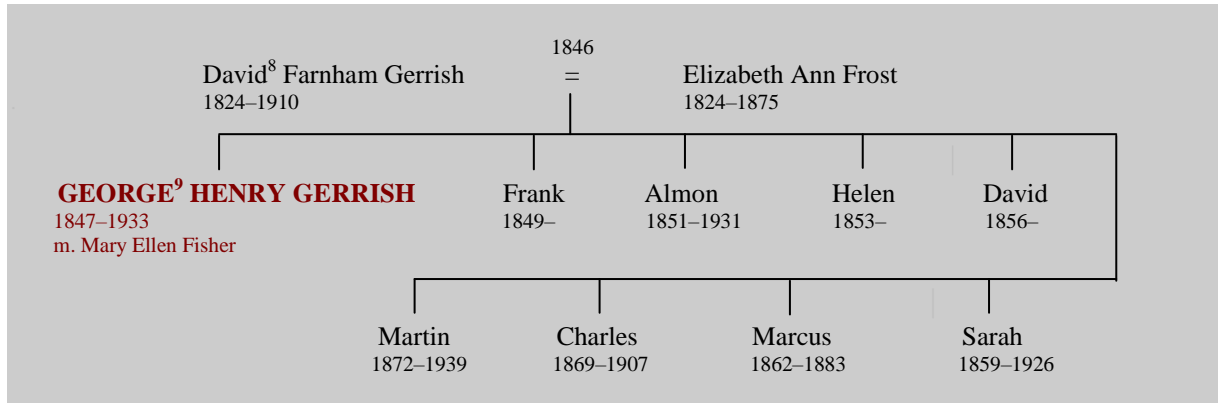 1846
David⁸ Farnham Gerrish = Elizabeth Ann Frost
1824–1910 1824–1875
GEORGE⁹ HENRY GERRISH Frank Almon Helen David
1847–1933 1849– 1851–1931 1853– 1856–
m. Mary Ellen Fisher
Martin Charles Marcus Sarah
1872–1939 1869–1907 1862–1883 1859–1926